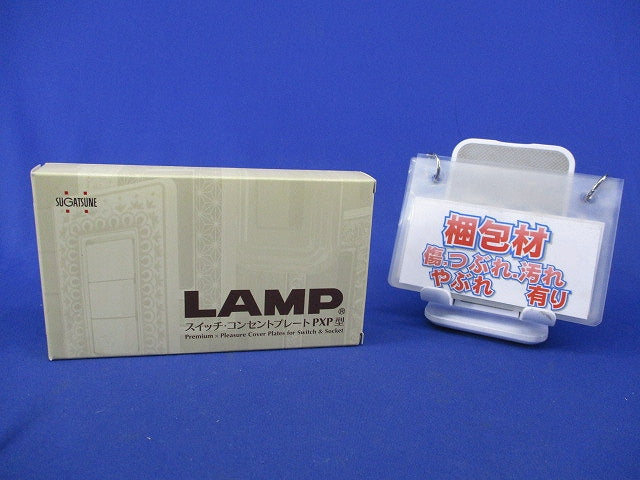 SUGATSUNE
LAMP®
スイッチ・コンセントプレート PXP型
Premium × Pleasure Cover Plates for Switch & Socket
梱包材
傷・つぶれ・汚れ
やぶれ 有り